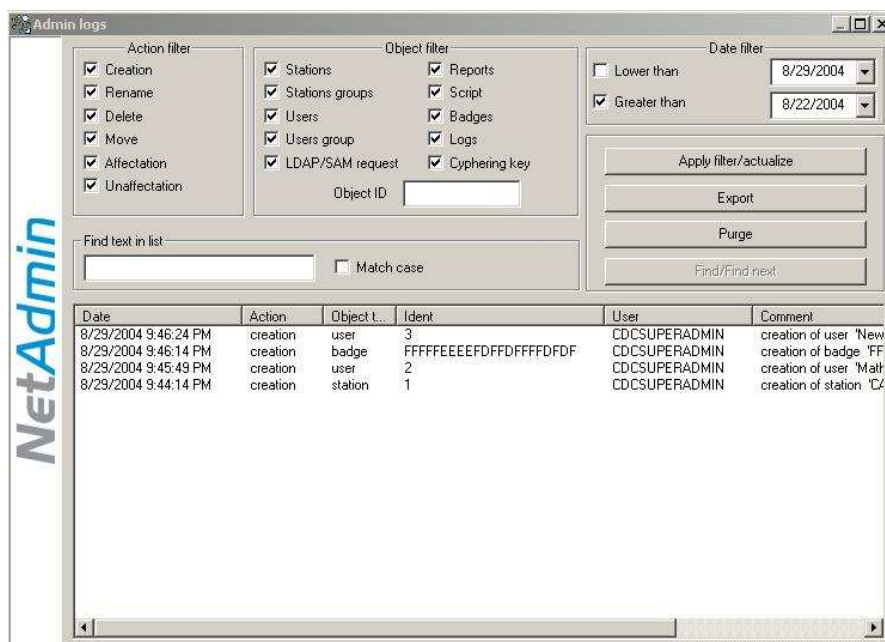 Admin logs
NetAdmin
Action filter
Creation
Rename
Delete
Move
Affectation
Unaffectation
Object filter
Stations
Stations groups
Users
Users group
LDAP/SAM request
Reports
Script
Badges
Logs
Cyphering key
Object ID
Date filter
Lower than 8/29/2004
Greater than 8/22/2004
Apply filter/actualize
Export
Purge
Find/Find next
Find text in list
Match case
Date Action Object t... Ident User Comment
8/29/2004 9:46:24 PM creation user 3 CDCSUPERADMIN creation of user 'New
8/29/2004 9:46:14 PM creation badge FFFFFEEEEFDFFDFFFFDFDF CDCSUPERADMIN creation of badge 'FF
8/29/2004 9:45:49 PM creation user 2 CDCSUPERADMIN creation of user 'Math
8/29/2004 9:44:14 PM creation station 1 CDCSUPERADMIN creation of station 'CA